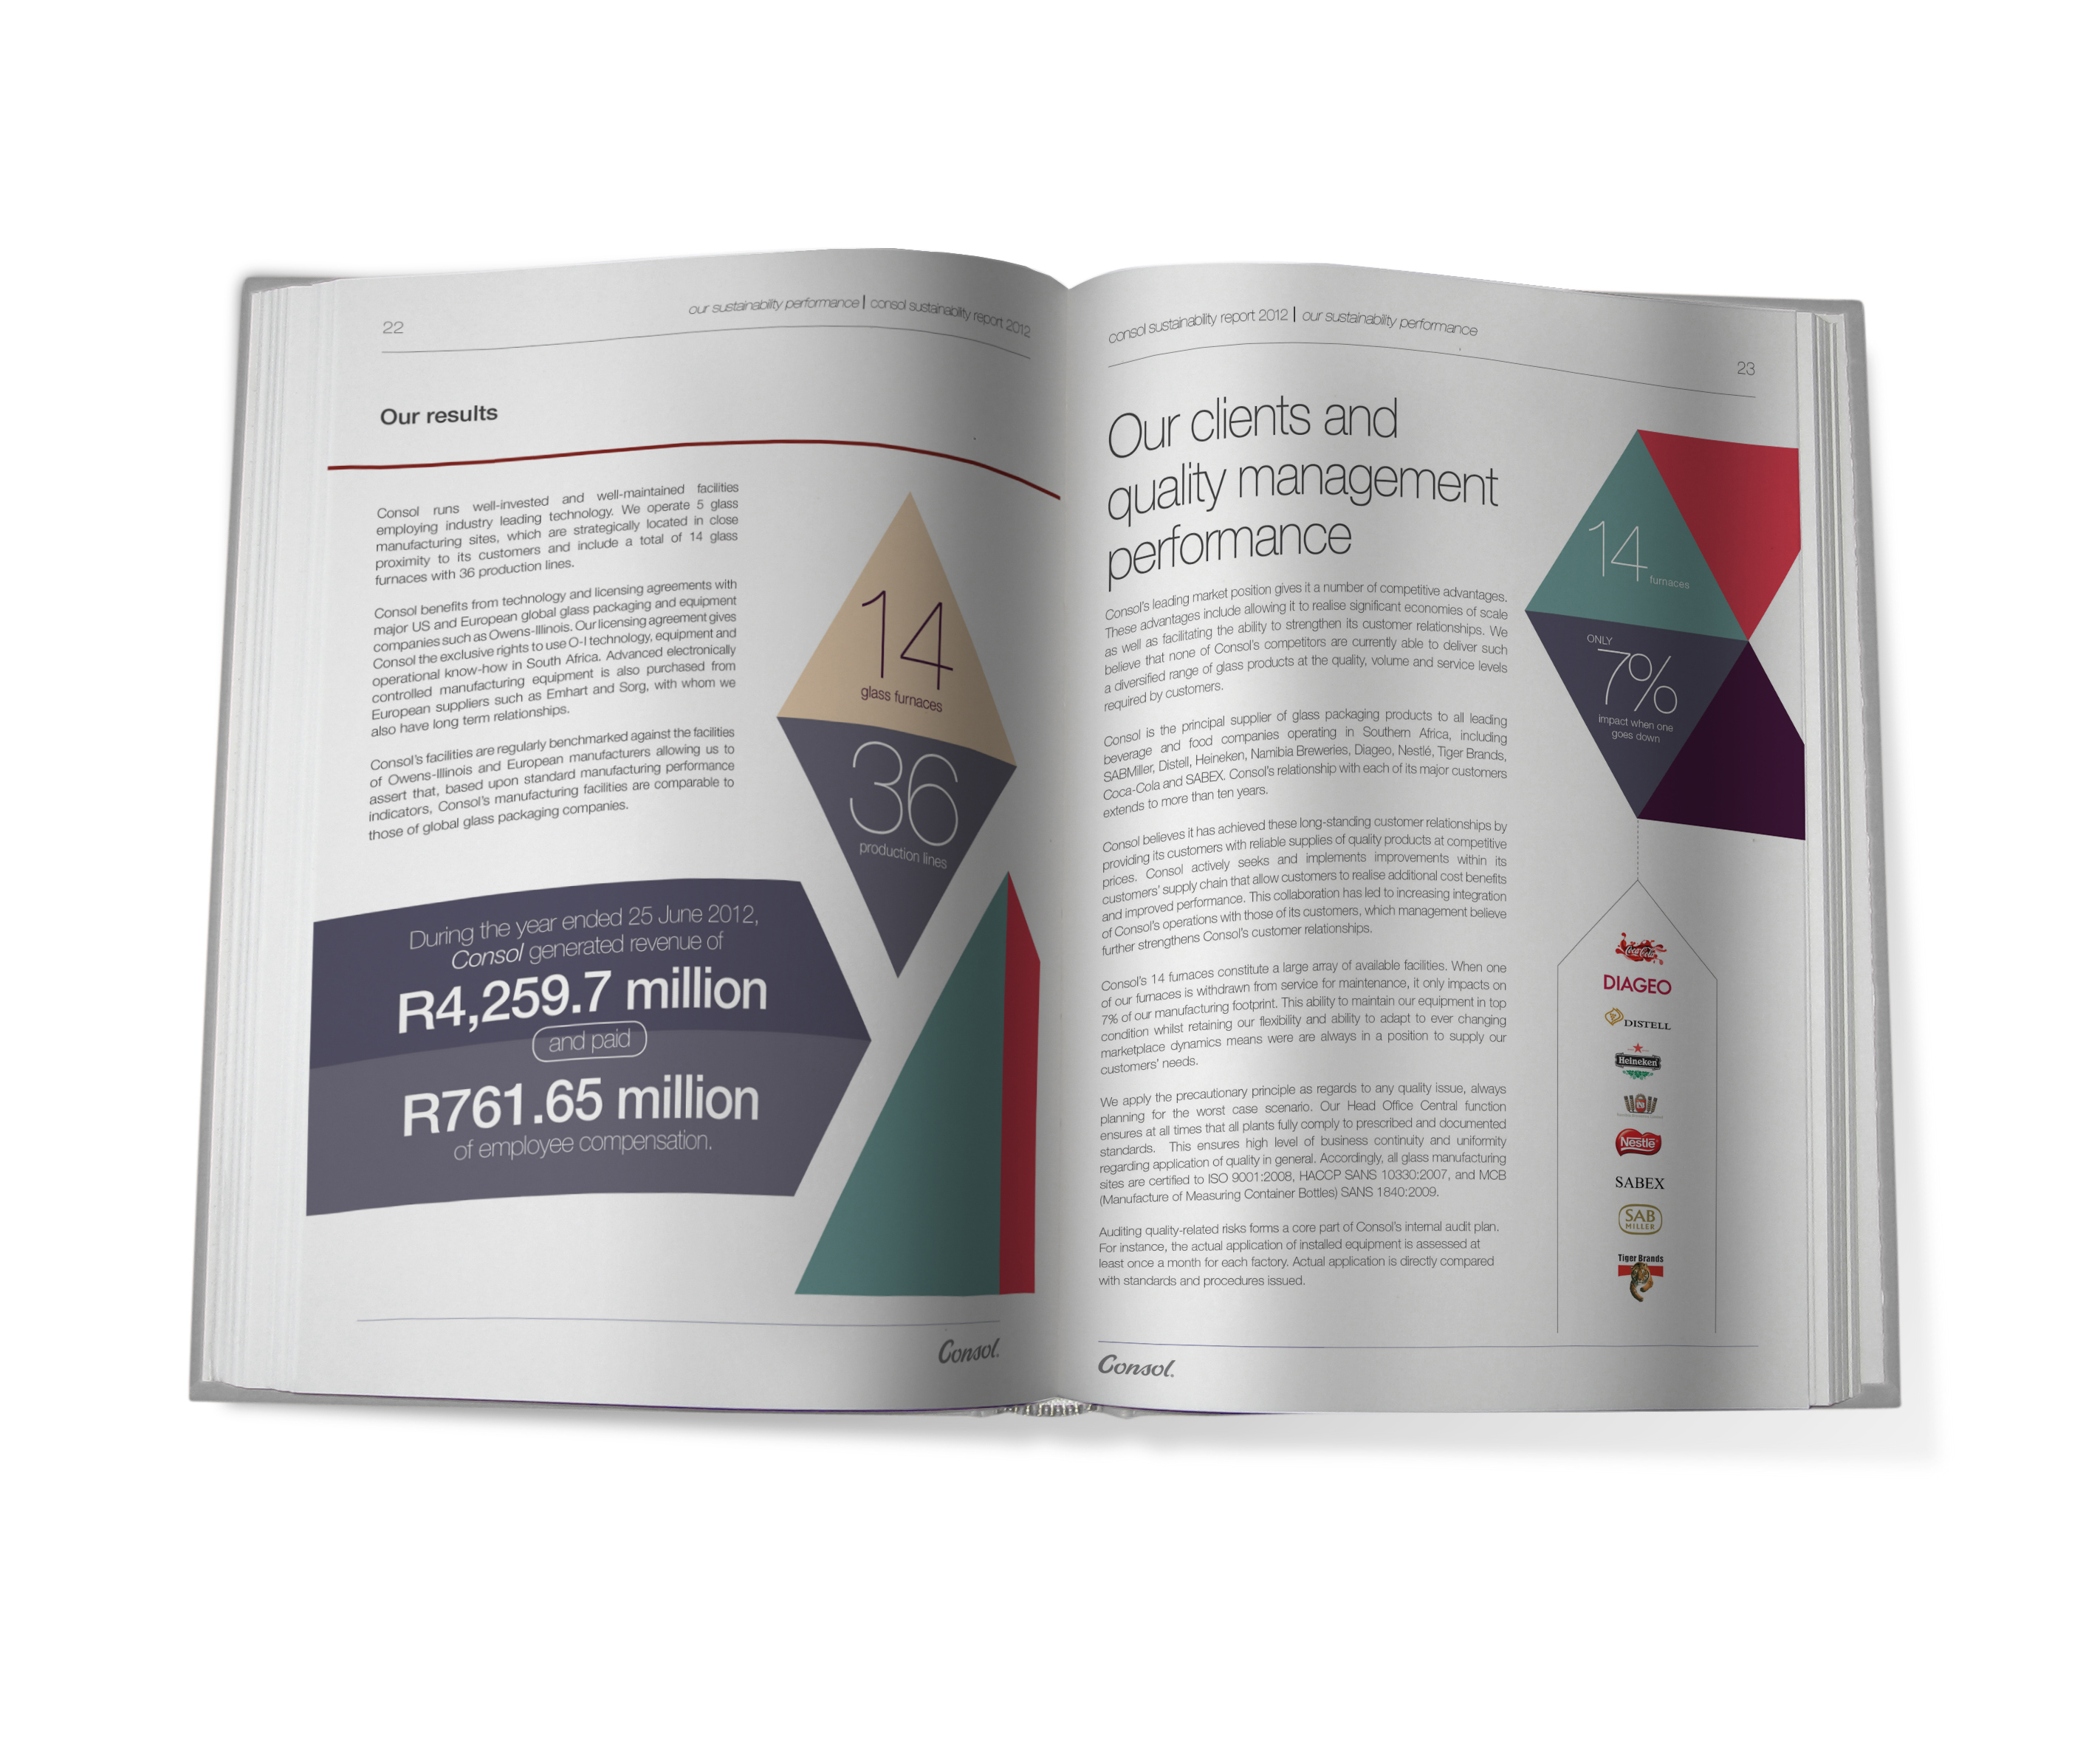 22
our sustainability performance | consol sustainability report 2012
Our results
Consol runs well-invested and well-maintained facilities
employing industry leading technology. We operate 5 glass
manufacturing sites, which are strategically located in close
proximity to its customers and include a total of 14 glass
furnaces with 36 production lines.
Consol benefits from technology and licensing agreements with
major US and European global glass packaging and equipment
companies such as Owens-Illinois. Our licensing agreement gives
Consol the exclusive rights to use O-I technology, equipment and
operational know-how in South Africa. Advanced electronically
controlled manufacturing equipment is also purchased from
European suppliers such as Emhart and Sorg, with whom we
also have long term relationships.
Consol's facilities are regularly benchmarked against the facilities
of Owens-Illinois and European manufacturers allowing us to
assert that, based upon standard manufacturing performance
indicators, Consol's manufacturing facilities are comparable to
those of global glass packaging companies.
14
glass furnaces
36
production lines
During the year ended 25 June 2012,
Consol generated revenue of
R4,259.7 million
and paid
R761.65 million
of employee compensation.
Consol.
consol sustainability report 2012 | our sustainability performance
23
Our clients and
quality management
performance
Consol's leading market position gives it a number of competitive advantages.
These advantages include allowing it to realise significant economies of scale
as well as facilitating the ability to strengthen its customer relationships. We
believe that none of Consol's competitors are currently able to deliver such
a diversified range of glass products at the quality, volume and service levels
required by customers.
Consol is the principal supplier of glass packaging products to all leading
beverage and food companies operating in Southern Africa, including
SABMiller, Distell, Heineken, Namibia Breweries, Diageo, Nestlé, Tiger Brands,
Coca-Cola and SABEX. Consol's relationship with each of its major customers
extends to more than ten years.
Consol believes it has achieved these long-standing customer relationships by
providing its customers with reliable supplies of quality products at competitive
prices. Consol actively seeks and implements improvements within its
customers' supply chain that allow customers to realise additional cost benefits
and improved performance. This collaboration has led to increasing integration
of Consol's operations with those of its customers, which management believe
further strengthens Consol's customer relationships.
Consol's 14 furnaces constitute a large array of available facilities. When one
of our furnaces is withdrawn from service for maintenance, it only impacts on
7% of our manufacturing footprint. This ability to maintain our equipment in top
condition whilst retaining our flexibility and ability to adapt to ever changing
marketplace dynamics means were are always in a position to supply our
customers' needs.
We apply the precautionary principle as regards to any quality issue, always
planning for the worst case scenario. Our Head Office Central function
ensures at all times that all plants fully comply to prescribed and documented
standards. This ensures high level of business continuity and uniformity
regarding application of quality in general. Accordingly, all glass manufacturing
sites are certified to ISO 9001:2008, HACCP SANS 10330:2007, and MCB
(Manufacture of Measuring Container Bottles) SANS 1840:2009.
Auditing quality-related risks forms a core part of Consol's internal audit plan.
For instance, the actual application of installed equipment is assessed at
least once a month for each factory. Actual application is directly compared
with standards and procedures issued.
14 furnaces
ONLY
7%
impact when one
goes down
Coca-Cola
DIAGEO
DISTELL
Heineken
Nestlé
SABEX
SAB
MILLER
Tiger Brands
Consol.